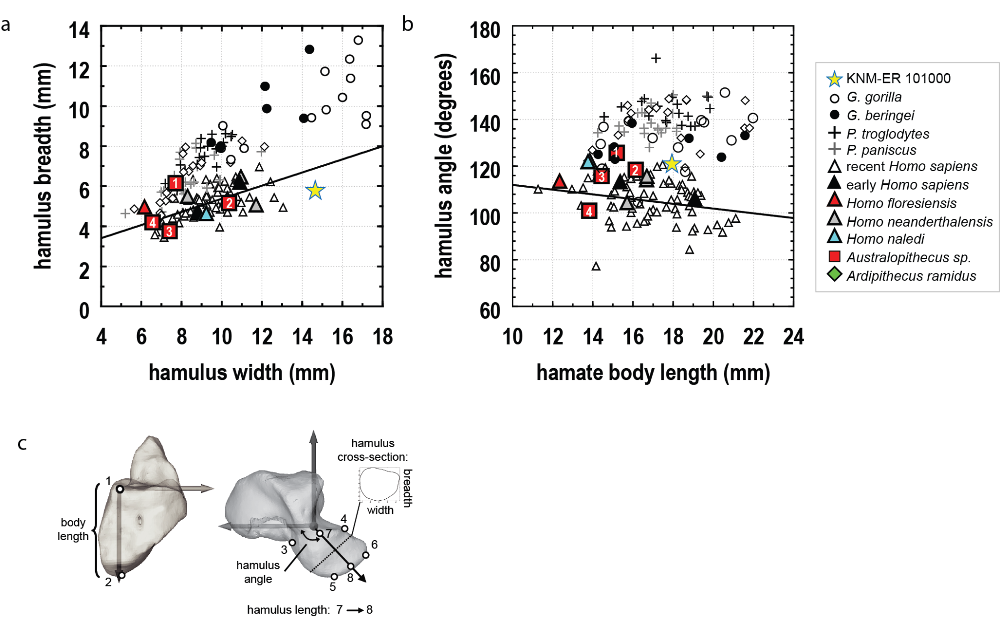 a
14
12
10
8
6
4
2
0
hamulus breadth (mm)
1
2
3
4
4 6 8 10 12 14 16 18
hamulus width (mm)
b
180
160
140
120
100
80
60
hamulus angle (degrees)
1
2
3
4
10 12 14 16 18 20 22 24
hamate body length (mm)
KNM-ER 101000
G. gorilla
G. beringei
P. troglodytes
P. paniscus
recent Homo sapiens
early Homo sapiens
Homo floresiensis
Homo neanderthalensis
Homo naledi
Australopithecus sp.
Ardipithecus ramidus
c
1
body
length
2
hamulus
cross-section:
breadth
width
4
7
6
3
hamulus
angle
8
5
hamulus length: 7 → 8